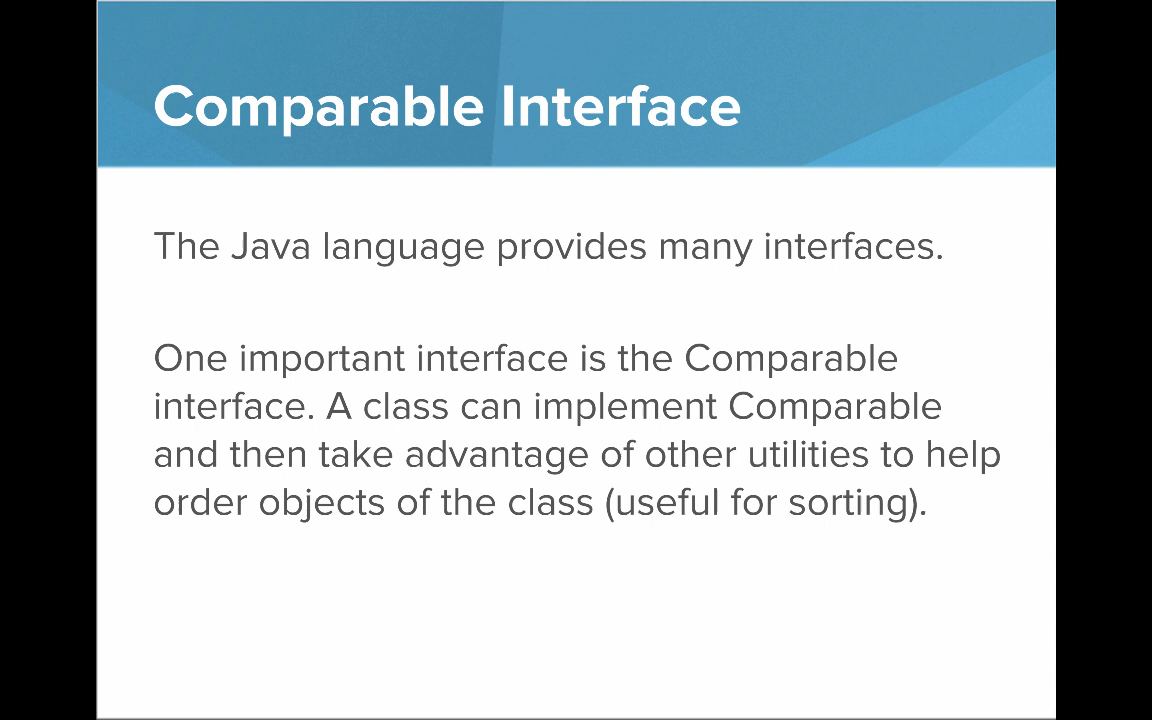 Comparable Interface
The Java language provides many interfaces.
One important interface is the Comparable
interface. A class can implement Comparable
and then take advantage of other utilities to help
order objects of the class (useful for sorting).